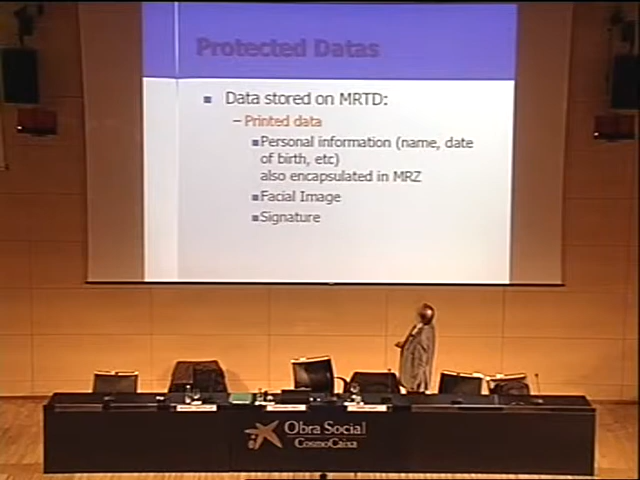 Protected Datas
Data stored on MRTD:
– Printed data
Personal information (name, date
of birth, etc)
also encapsulated in MRZ
Facial Image
Signature
Obra Social
CosmoCaixa